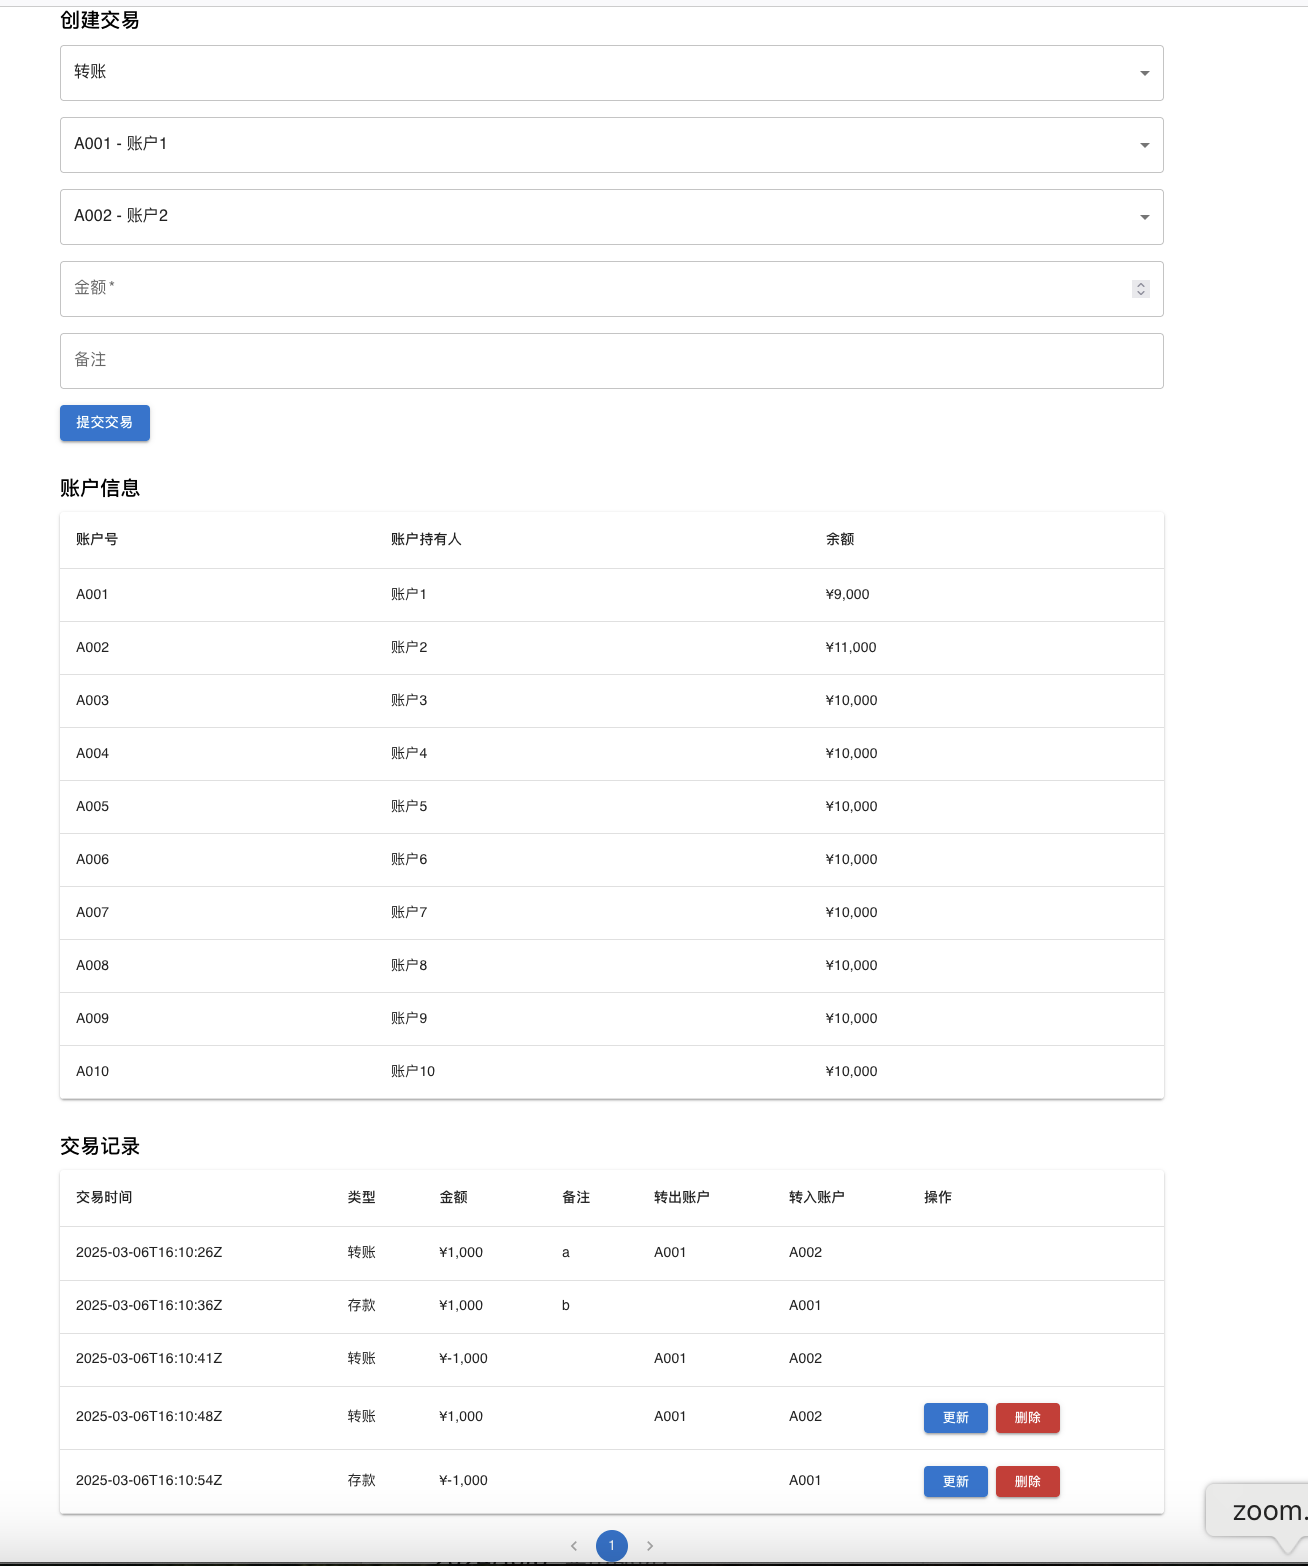 创建交易
转账
A001 - 账户1
A002 - 账户2
金额 *
备注
提交交易
账户信息
账户号 账户持有人 余额
A001 账户1 ¥9,000
A002 账户2 ¥11,000
A003 账户3 ¥10,000
A004 账户4 ¥10,000
A005 账户5 ¥10,000
A006 账户6 ¥10,000
A007 账户7 ¥10,000
A008 账户8 ¥10,000
A009 账户9 ¥10,000
A010 账户10 ¥10,000
交易记录
交易时间 类型 金额 备注 转出账户 转入账户 操作
2025-03-06T16:10:26Z 转账 ¥1,000 a A001 A002
2025-03-06T16:10:36Z 存款 ¥1,000 b A001
2025-03-06T16:10:41Z 转账 ¥-1,000 A001 A002
2025-03-06T16:10:48Z 转账 ¥1,000 A001 A002 更新 删除
2025-03-06T16:10:54Z 存款 ¥-1,000 A001 更新 删除
zoom.
1